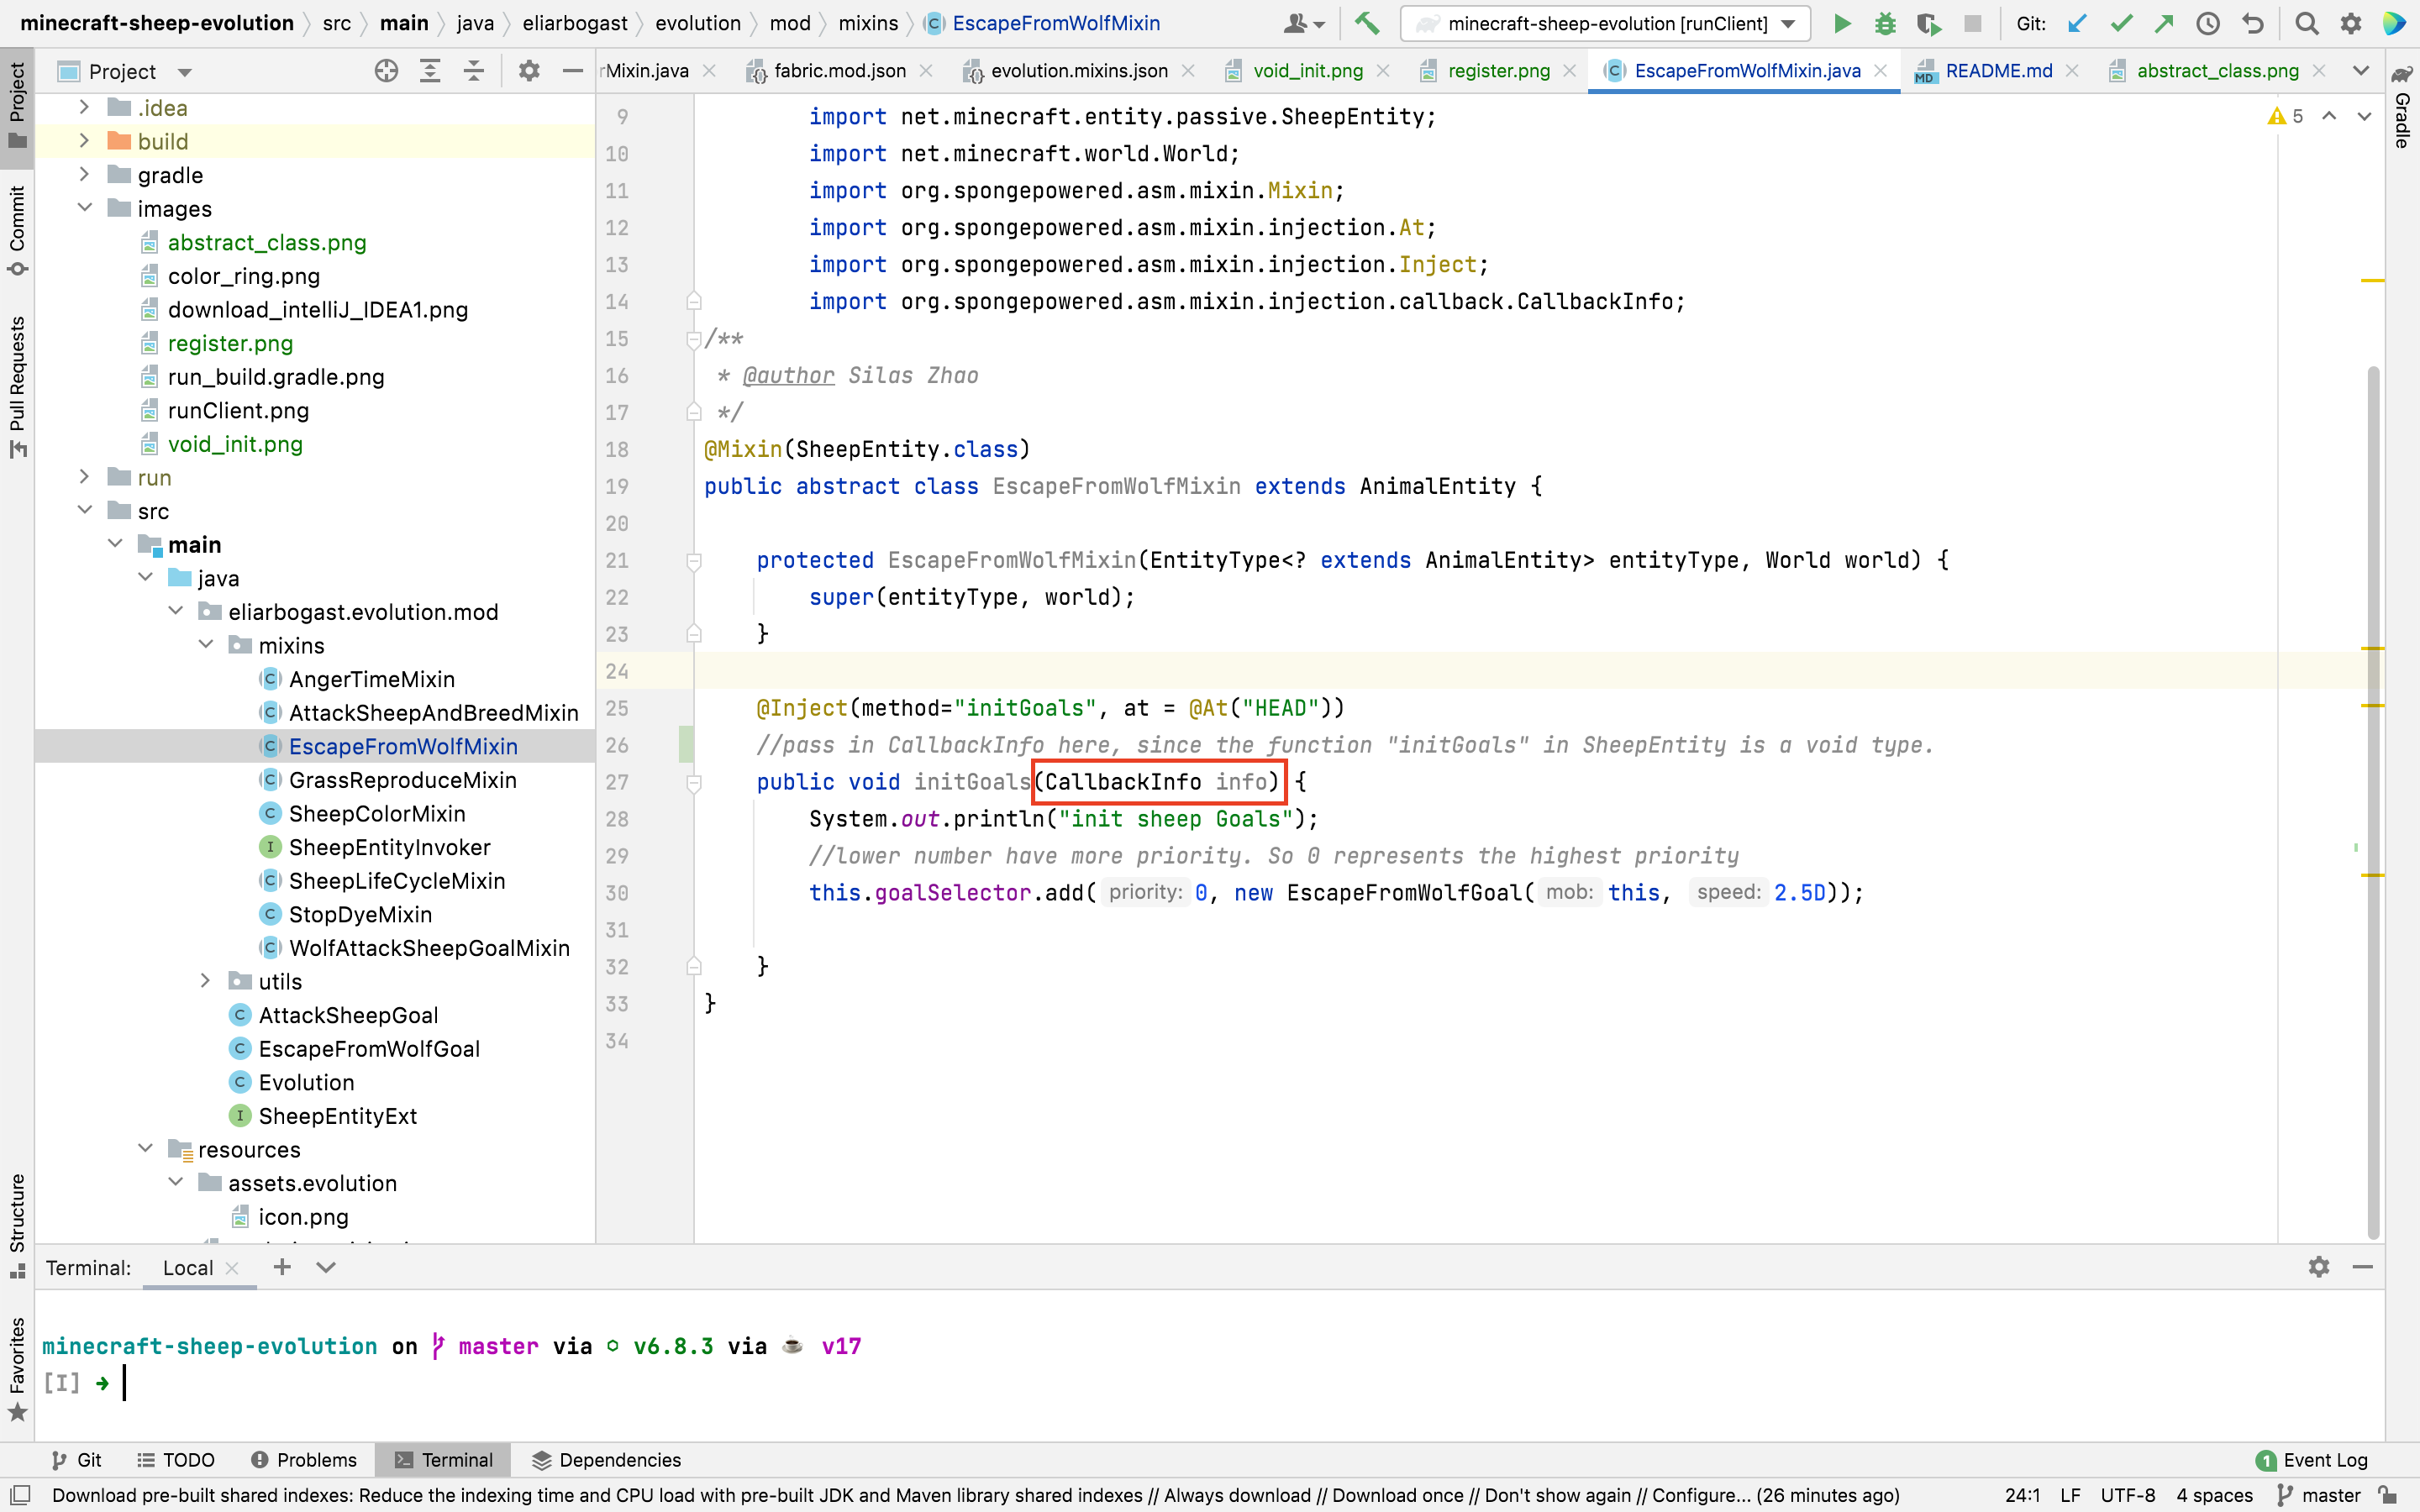 minecraft-sheep-evolution src main java eliarbogast evolution mod mixins EscapeFromWolfMixin minecraft-sheep-evolution [runClient] Git:
Project rMixin.java fabric.mod.json evolution.mixins.json void_init.png register.png EscapeFromWolfMixin.java README.md abstract_class.png
Project
Commit
Pull Requests
Structure
Favorites
Gradle
.idea
build
gradle
images
abstract_class.png
color_ring.png
download_intelliJ_IDEA1.png
register.png
run_build.gradle.png
runClient.png
void_init.png
run
src
main
java
eliarbogast.evolution.mod
mixins
AngerTimeMixin
AttackSheepAndBreedMixin
EscapeFromWolfMixin
GrassReproduceMixin
SheepColorMixin
SheepEntityInvoker
SheepLifeCycleMixin
StopDyeMixin
WolfAttackSheepGoalMixin
utils
AttackSheepGoal
EscapeFromWolfGoal
Evolution
SheepEntityExt
resources
assets.evolution
icon.png
5
9 import net.minecraft.entity.passive.SheepEntity;
10 import net.minecraft.world.World;
11 import org.spongepowered.asm.mixin.Mixin;
12 import org.spongepowered.asm.mixin.injection.At;
13 import org.spongepowered.asm.mixin.injection.Inject;
14 import org.spongepowered.asm.mixin.injection.callback.CallbackInfo;
15 /**
16 * @author Silas Zhao
17 */
18 @Mixin(SheepEntity.class)
19 public abstract class EscapeFromWolfMixin extends AnimalEntity {
20
21 protected EscapeFromWolfMixin(EntityType<? extends AnimalEntity> entityType, World world) {
22 super(entityType, world);
23 }
24
25 @Inject(method="initGoals", at = @At("HEAD"))
26 //pass in CallbackInfo here, since the function "initGoals" in SheepEntity is a void type.
27 public void initGoals(CallbackInfo info) {
28 System.out.println("init sheep Goals");
29 //lower number have more priority. So 0 represents the highest priority
30 this.goalSelector.add( priority: 0, new EscapeFromWolfGoal( mob: this, speed: 2.5D));
31
32 }
33 }
34
Terminal: Local
minecraft-sheep-evolution on master via v6.8.3 via v17
[I] →
Git TODO Problems Terminal Dependencies 1 Event Log
Download pre-built shared indexes: Reduce the indexing time and CPU load with pre-built JDK and Maven library shared indexes // Always download // Download once // Don't show again // Configure... (26 minutes ago) 24:1 LF UTF-8 4 spaces master